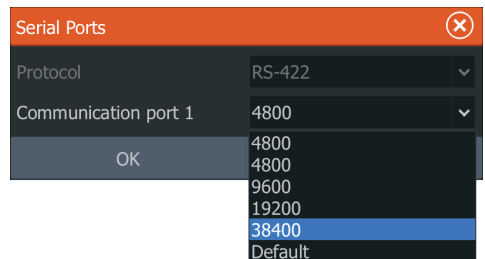 Serial Ports
Protocol RS-422
Communication port 1 4800
OK
4800
4800
9600
19200
38400
Default